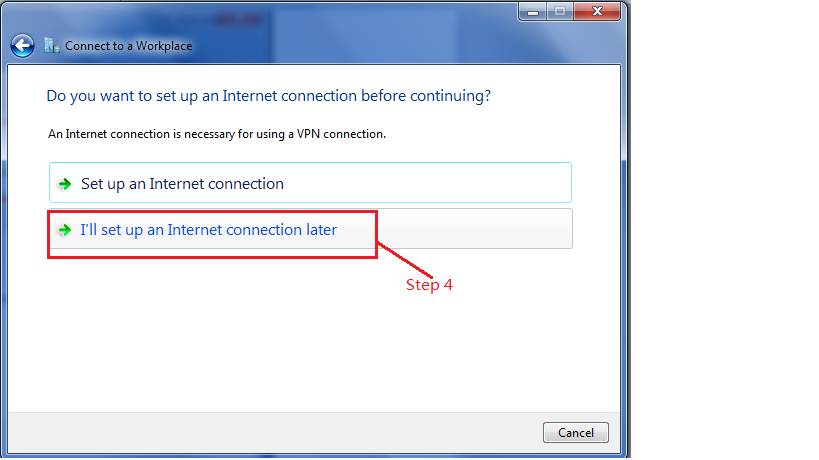 Connect to a Workplace
Do you want to set up an Internet connection before continuing?
An Internet connection is necessary for using a VPN connection.
Set up an Internet connection
I'll set up an Internet connection later
Step 4
Cancel